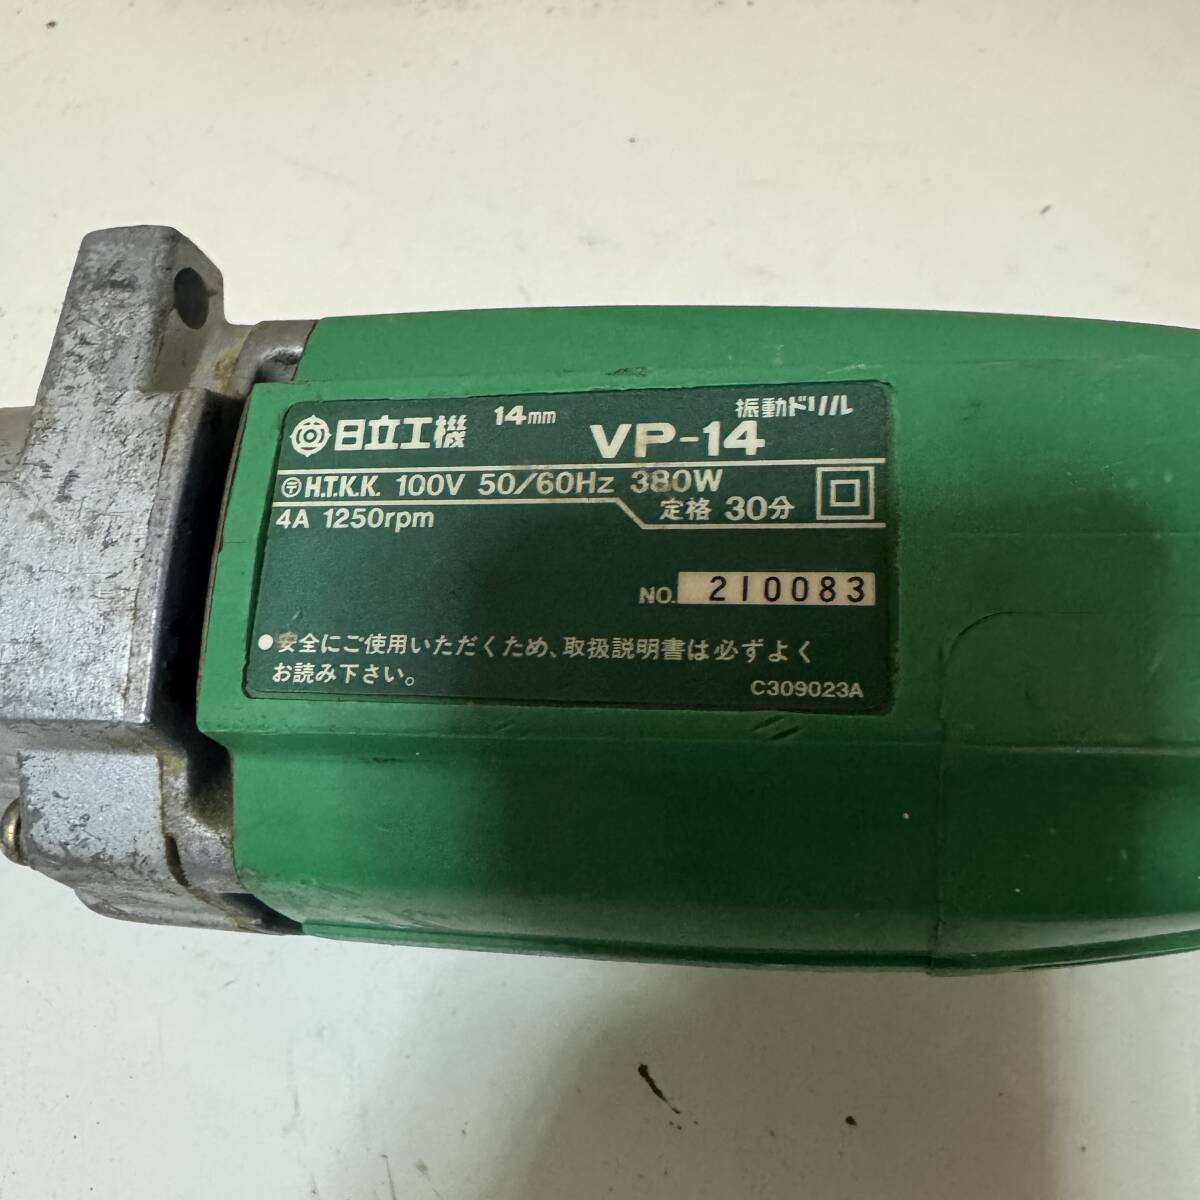 日立工機 14mm VP-14 振動ドリル
〒 H.T.K.K. 100V 50/60Hz 380W
4A 1250rpm 定格 30分
NO. 210083
●安全にご使用いただくため、取扱説明書は必ずよく
お読み下さい。
C309023A